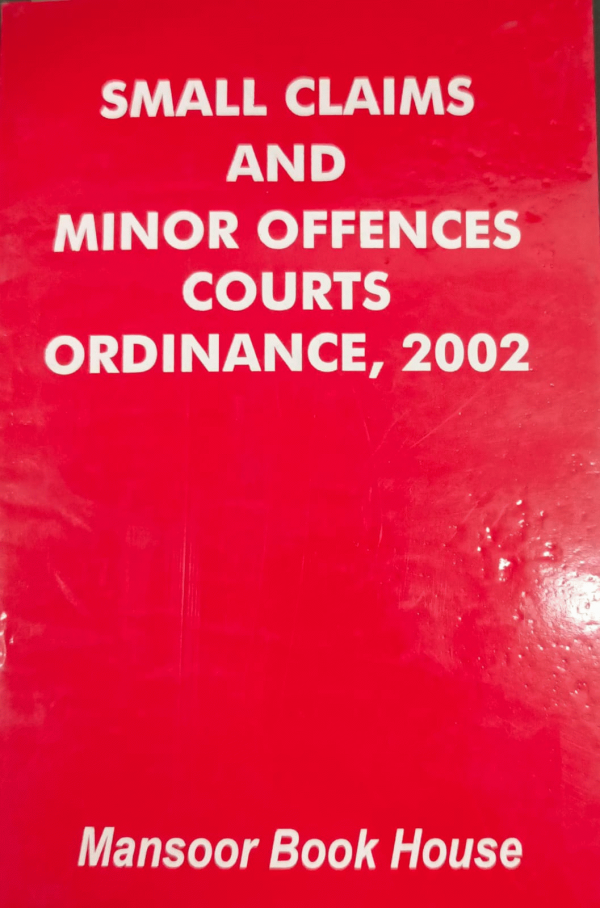 SMALL CLAIMS
AND
MINOR OFFENCES
COURTS
ORDINANCE, 2002
Mansoor Book House